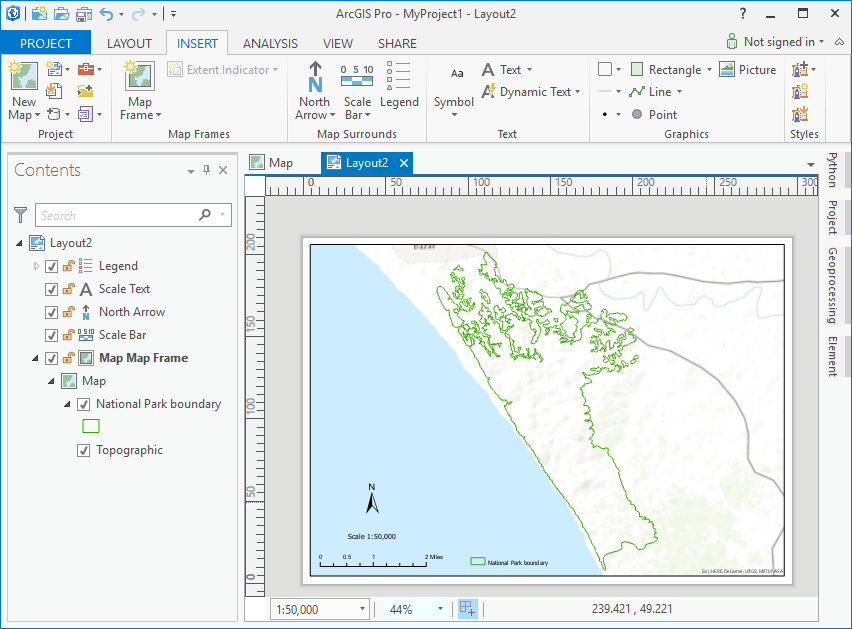 ArcGIS Pro - MyProject1 - Layout2
?
PROJECT LAYOUT INSERT ANALYSIS VIEW SHARE Not signed in
New Map
Project
Map Frame
Extent Indicator
Map Frames
North Arrow
0 5 10
Scale Bar
Legend
Map Surrounds
Aa
Symbol
A Text
Dynamic Text
Text
Rectangle
Picture
Line
Point
Graphics
Styles
Contents
Search
Layout2
Legend
Scale Text
North Arrow
Scale Bar
Map Map Frame
Map
National Park boundary
Topographic
Map
Layout2
0 50 100 150 200 250 300
200
150
100
50
0
N
Scale 1:50,000
0 0.5 1 2 Miles
National Park boundary
Esri, HERE, DeLorme, USGS, METI/NASA
1:50,000
44%
239.421 , 49.221
Python
Project
Geoprocessing
Element